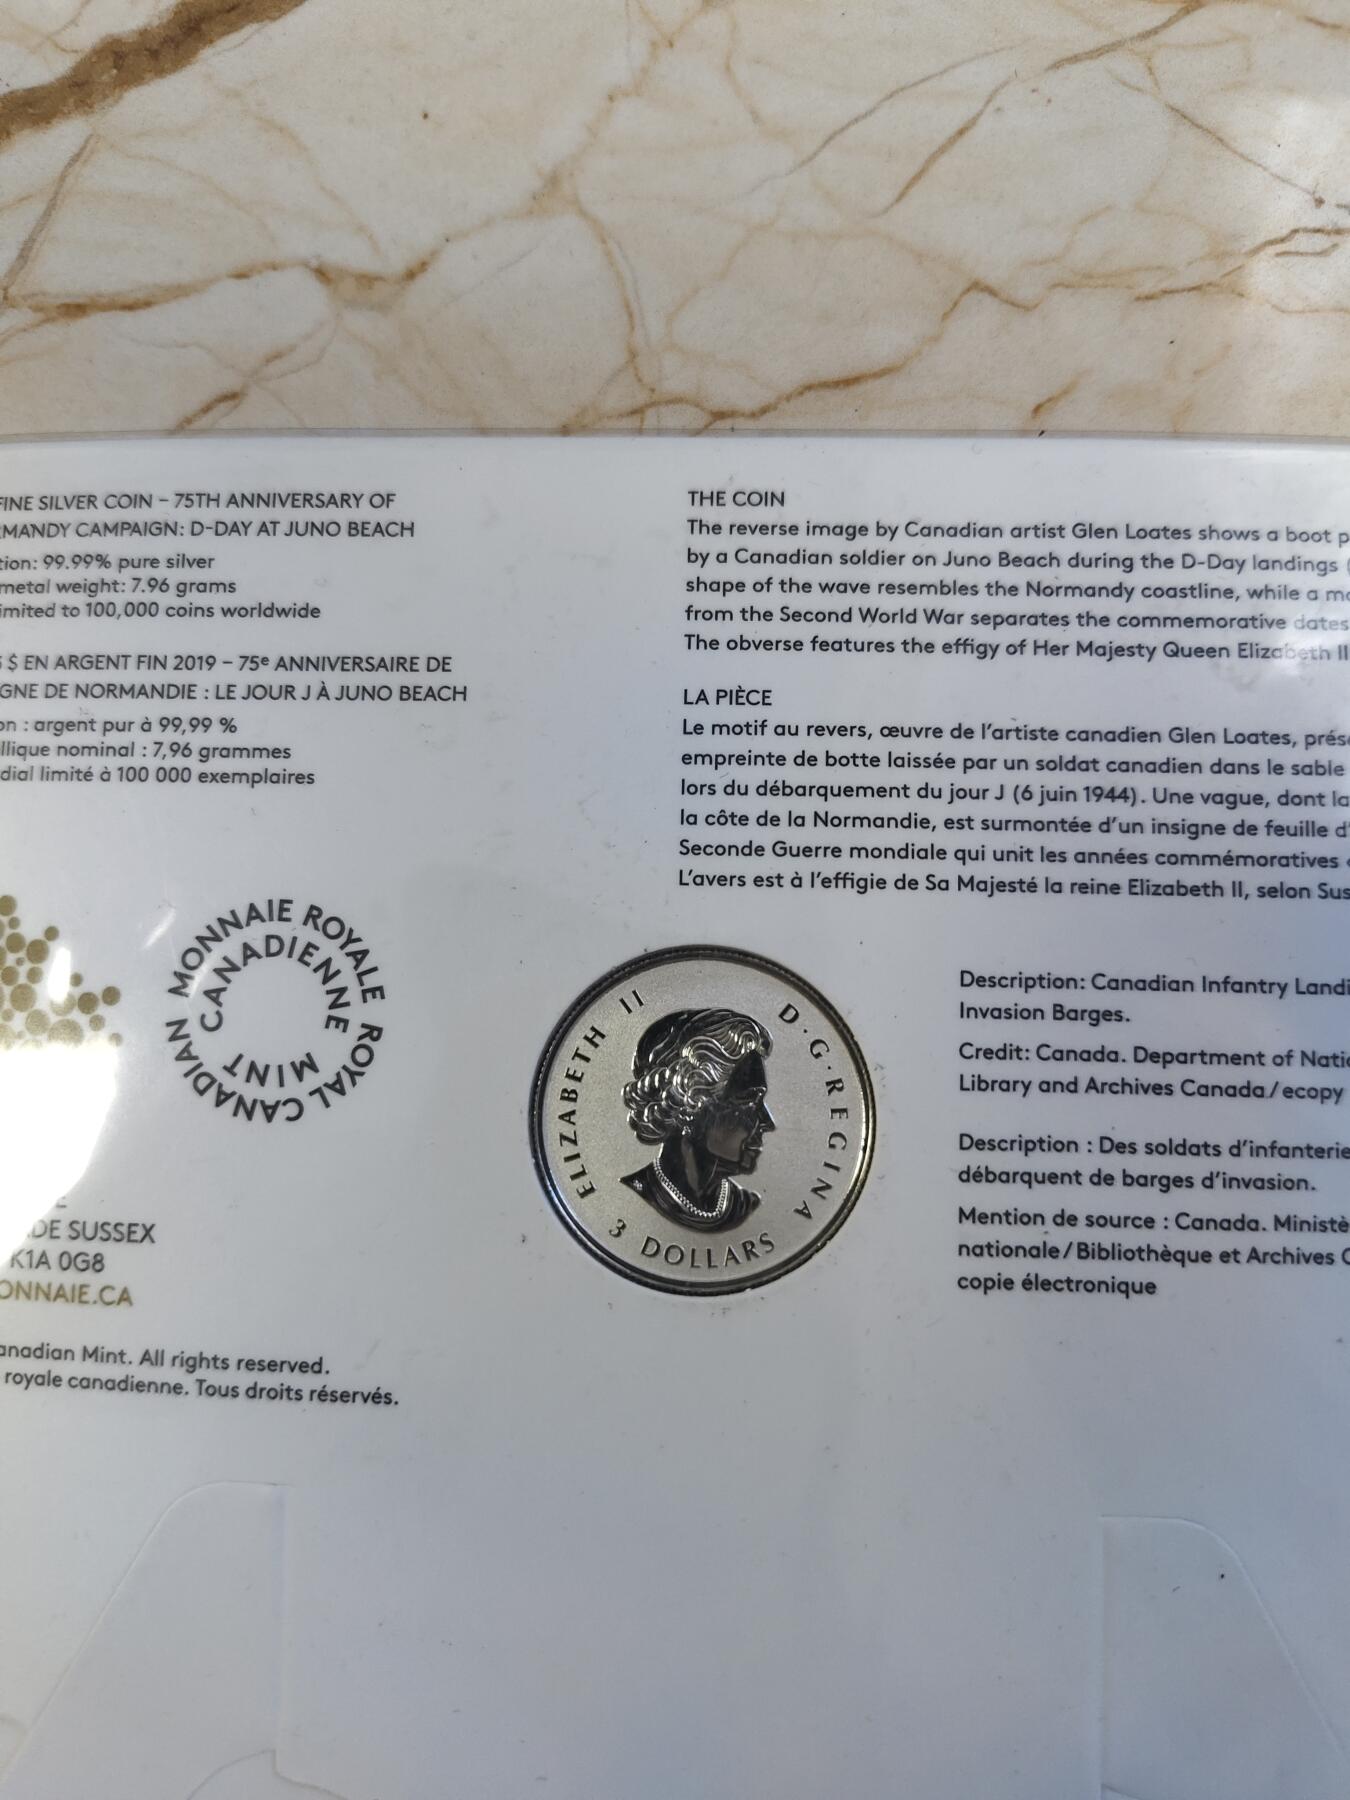 FINE SILVER COIN – 75TH ANNIVERSARY OF
RMANDY CAMPAIGN: D-DAY AT JUNO BEACH
tion: 99.99% pure silver
metal weight: 7.96 grams
imited to 100,000 coins worldwide
$ EN ARGENT FIN 2019 – 75e ANNIVERSAIRE DE
GNE DE NORMANDIE : LE JOUR J À JUNO BEACH
on : argent pur à 99,99 %
llique nominal : 7,96 grammes
dial limité à 100 000 exemplaires
MONNAIE ROYALE CANADIENNE
ROYAL CANADIAN MINT
DE SUSSEX
K1A 0G8
ONNAIE.CA
anadian Mint. All rights reserved.
royale canadienne. Tous droits réservés.
THE COIN
The reverse image by Canadian artist Glen Loates shows a boot p
by a Canadian soldier on Juno Beach during the D-Day landings (
shape of the wave resembles the Normandy coastline, while a m
from the Second World War separates the commemorative dates
The obverse features the effigy of Her Majesty Queen Elizabeth II
LA PIÈCE
Le motif au revers, œuvre de l'artiste canadien Glen Loates, prés
empreinte de botte laissée par un soldat canadien dans le sable
lors du débarquement du jour J (6 juin 1944). Une vague, dont la
la côte de la Normandie, est surmontée d'un insigne de feuille d'
Seconde Guerre mondiale qui unit les années commémoratives «
L'avers est à l'effigie de Sa Majesté la reine Elizabeth II, selon Sus
ELIZABETH II D·G·REGINA
3 DOLLARS
Description: Canadian Infantry Landi
Invasion Barges.
Credit: Canada. Department of Natio
Library and Archives Canada/ecopy
Description : Des soldats d'infanterie
débarquent de barges d'invasion.
Mention de source : Canada. Ministè
nationale/Bibliothèque et Archives C
copie électronique